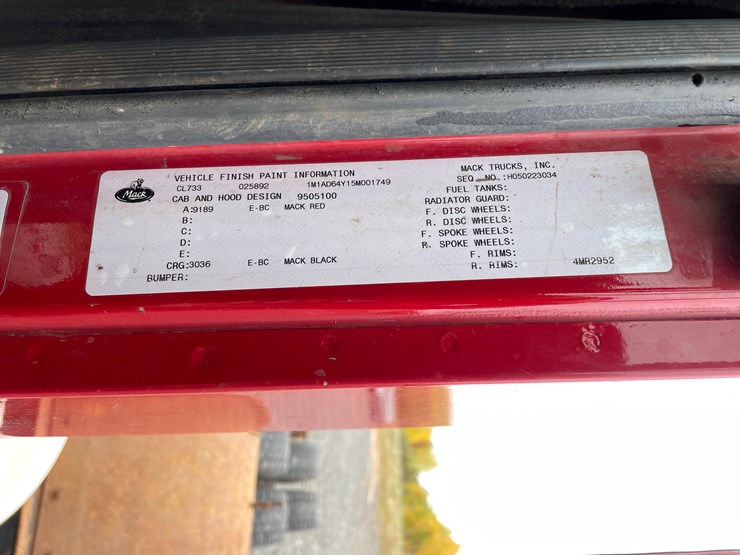 Mack
VEHICLE FINISH PAINT INFORMATION MACK TRUCKS, INC.
CL733 025892 1M1AD64Y15M001749 SEQ. NO.:H050223034
CAB AND HOOD DESIGN 9505100 FUEL TANKS:
A:9189 E-BC MACK RED RADIATOR GUARD:
B: F. DISC WHEELS:
C: R. DISC WHEELS:
D: F. SPOKE WHEELS:
E: R. SPOKE WHEELS:
CRG:3036 E-BC MACK BLACK F. RIMS:
BUMPER: R. RIMS: 4MR2952